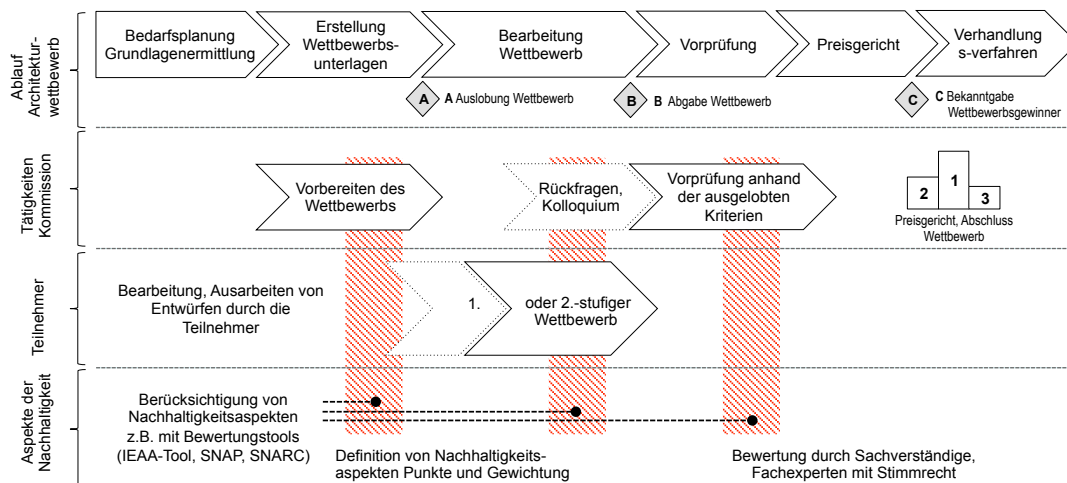 Ablauf
Architektur-
wettbewerb
Bedarfsplanung
Grundlagenermittlung
Erstellung
Wettbewerbs-
unterlagen
Bearbeitung
Wettbewerb
Vorprüfung
Preisgericht
Verhandlung
s-verfahren
A
A Auslobung Wettbewerb
B
B Abgabe Wettbewerb
C
C Bekanntgabe
Wettbewerbsgewinner
Tätigkeiten
Kommission
Vorbereiten des
Wettbewerbs
Rückfragen,
Kolloquium
Vorprüfung anhand
der ausgelobten
Kriterien
2
1
3
Preisgericht, Abschluss
Wettbewerb
Teilnehmer
Bearbeitung, Ausarbeiten von
Entwürfen durch die
Teilnehmer
1.
oder 2.-stufiger
Wettbewerb
Aspekte der
Nachhaltigkeit
Berücksichtigung von
Nachhaltigkeitsaspekten
z.B. mit Bewertungstools
(IEAA-Tool, SNAP, SNARC)
Definition von Nachhaltigkeits-
aspekten Punkte und Gewichtung
Bewertung durch Sachverständige,
Fachexperten mit Stimmrecht